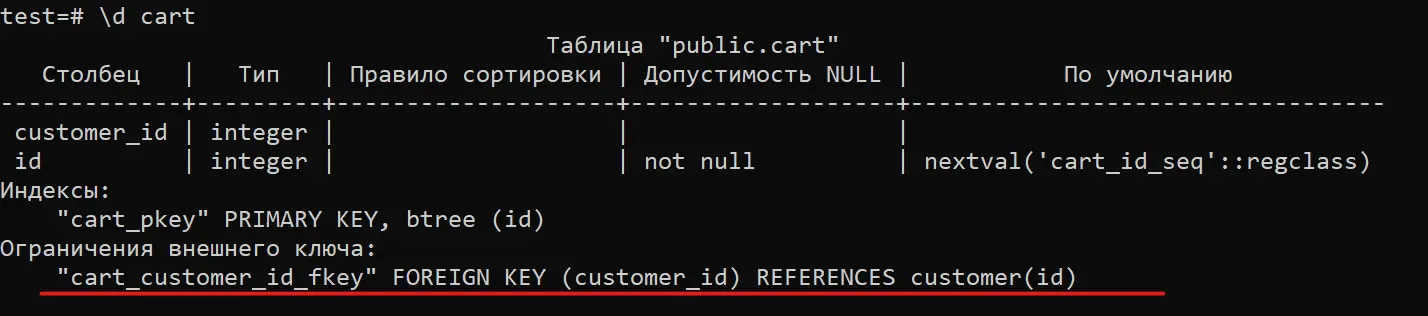 test=# \d cart
Таблица "public.cart"
Столбец | Тип | Правило сортировки | Допустимость NULL | По умолчанию
-------------+---------+--------------------+-------------------+----------------------------------
customer_id | integer | | |
id | integer | | not null | nextval('cart_id_seq'::regclass)
Индексы:
"cart_pkey" PRIMARY KEY, btree (id)
Ограничения внешнего ключа:
"cart_customer_id_fkey" FOREIGN KEY (customer_id) REFERENCES customer(id)